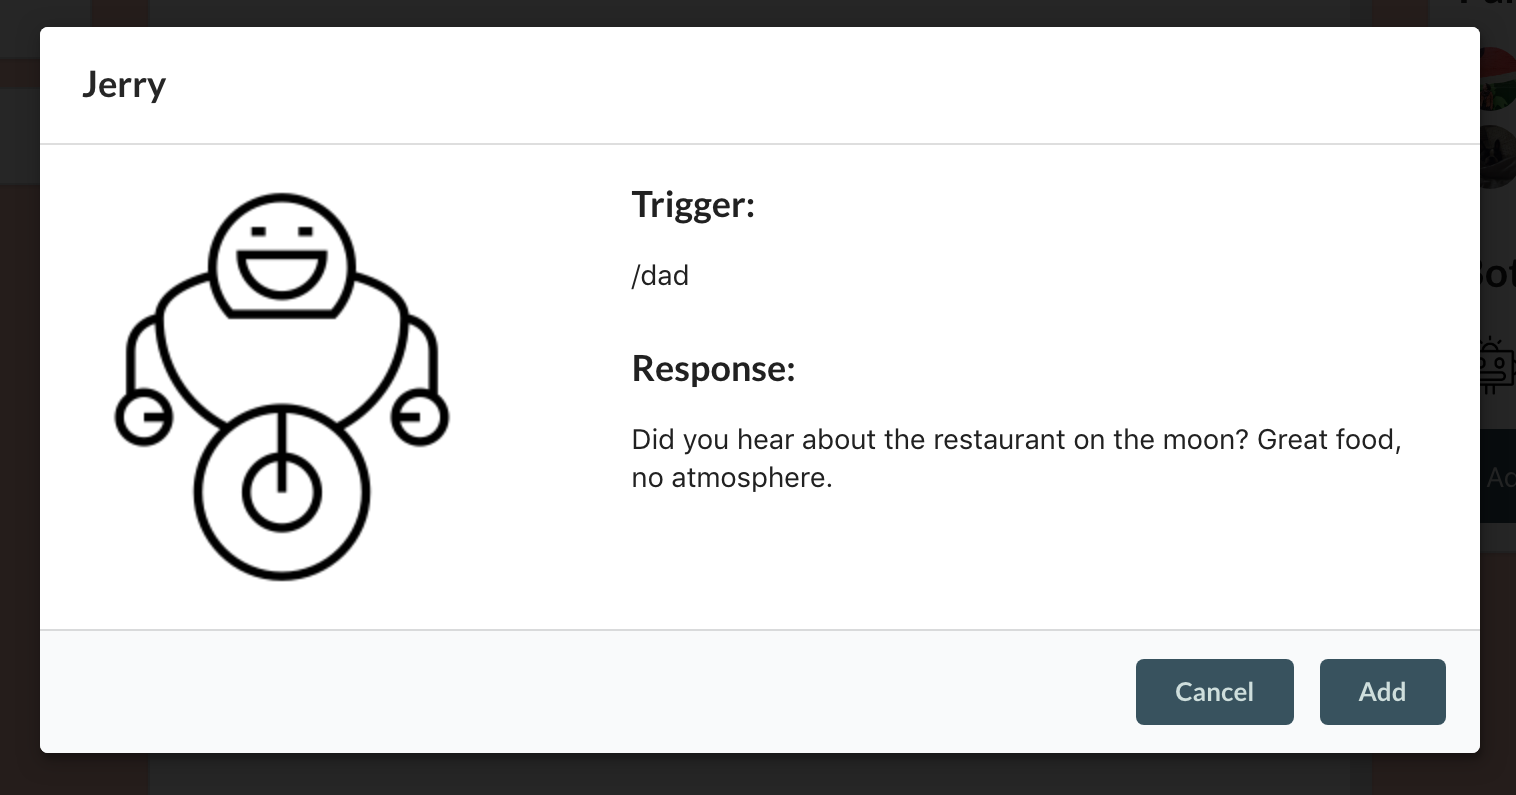 Jerry
Trigger:
/dad
Response:
Did you hear about the restaurant on the moon? Great food,
no atmosphere.
Cancel
Add